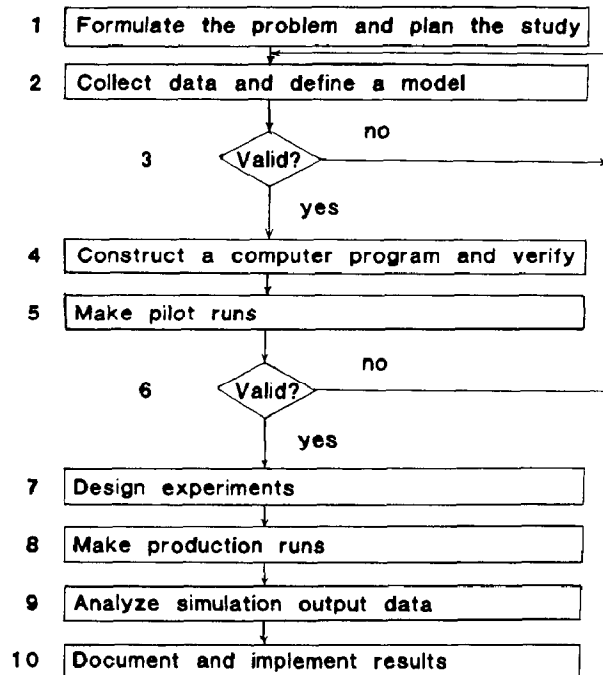 1 Formulate the problem and plan the study
2 Collect data and define a model
no
3 Valid?
yes
4 Construct a computer program and verify
5 Make pilot runs
no
6 Valid?
yes
7 Design experiments
8 Make production runs
9 Analyze simulation output data
10 Document and implement results